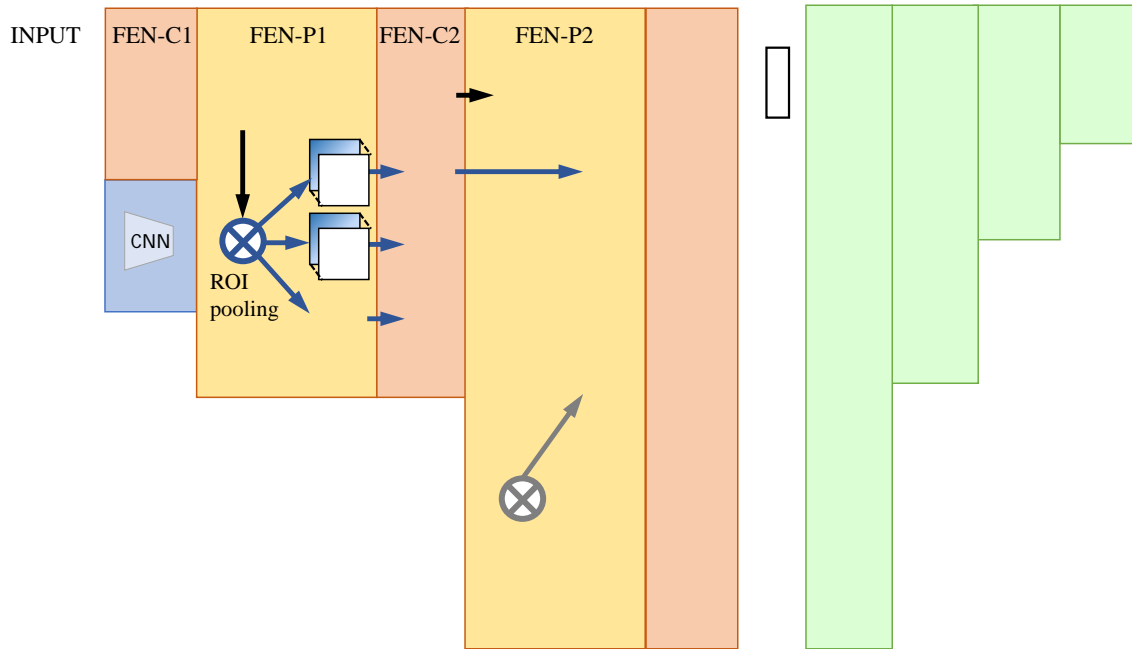 INPUT
FEN-C1
FEN-P1
FEN-C2
FEN-P2
CNN
ROI
pooling